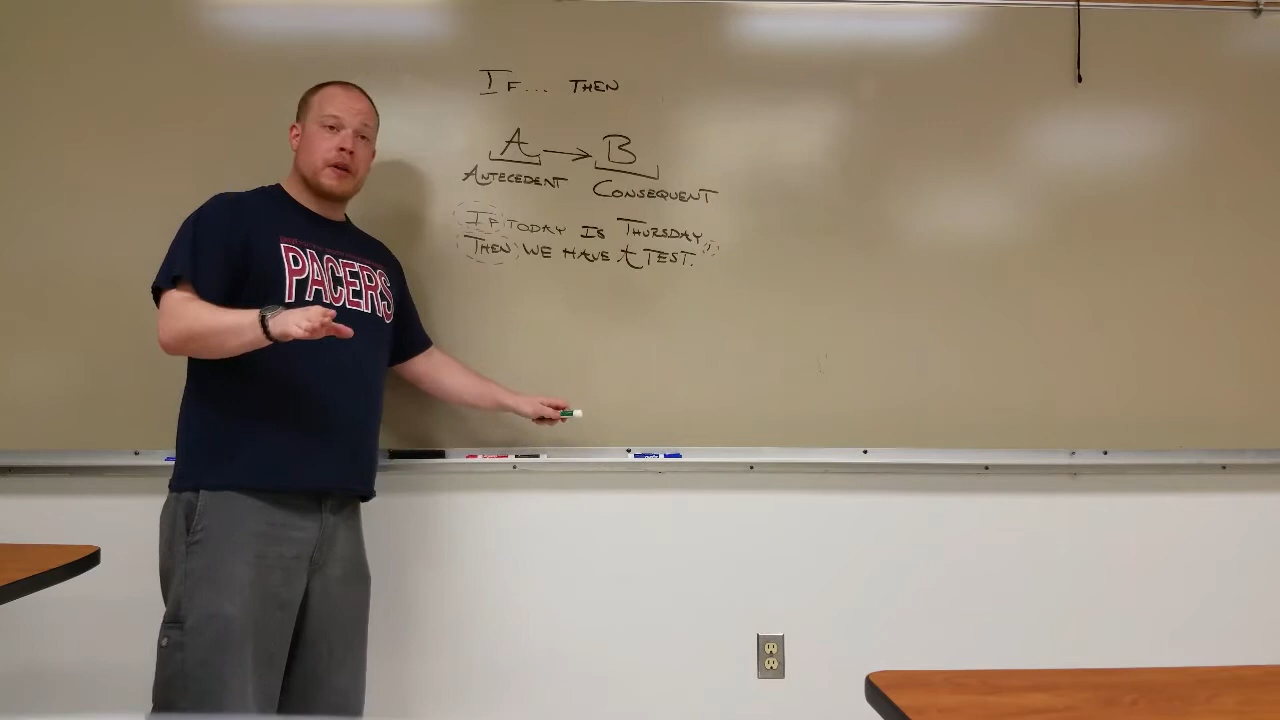 IF... THEN
A → B
ANTECEDENT CONSEQUENT
IF TODAY IS THURSDAY,
THEN WE HAVE A TEST.
PACERS